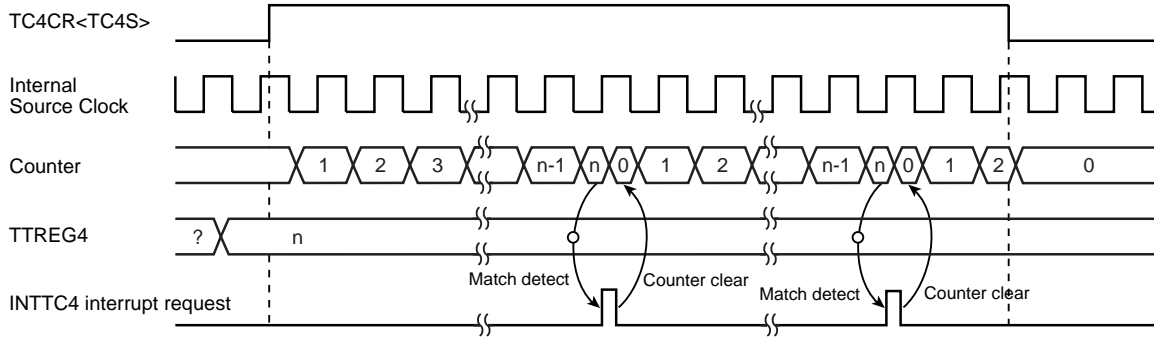 TC4CR<TC4S>
Internal
Source Clock
Counter 1 2 3 n-1 n 0 1 2 n-1 n 0 1 2 0
TTREG4 ? n
Match detect Counter clear Match detect Counter clear
INTTC4 interrupt request